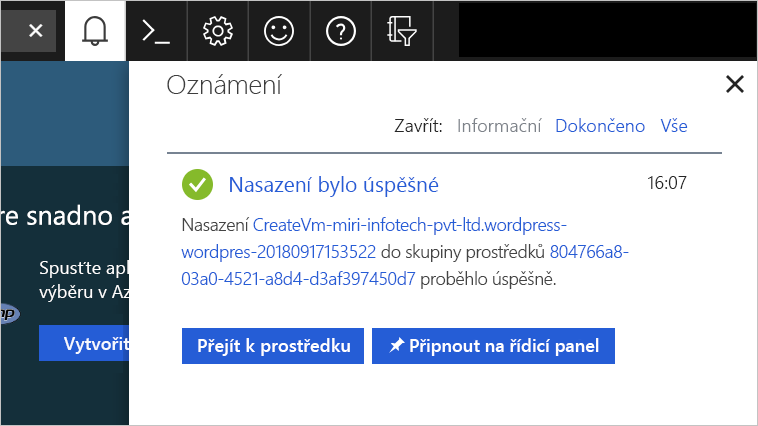 Oznámení
Zavřít: Informační Dokončeno Vše
Nasazení bylo úspěšné 16:07
Nasazení CreateVm-miri-infotech-pvt-ltd.wordpress-
wordpres-20180917153522 do skupiny prostředků 804766a8-
03a0-4521-a8d4-d3af397450d7 proběhlo úspěšně.
Přejít k prostředku
Připnout na řídicí panel
re snadno a
Spusťte apl
výběru v Az
Vytvořit